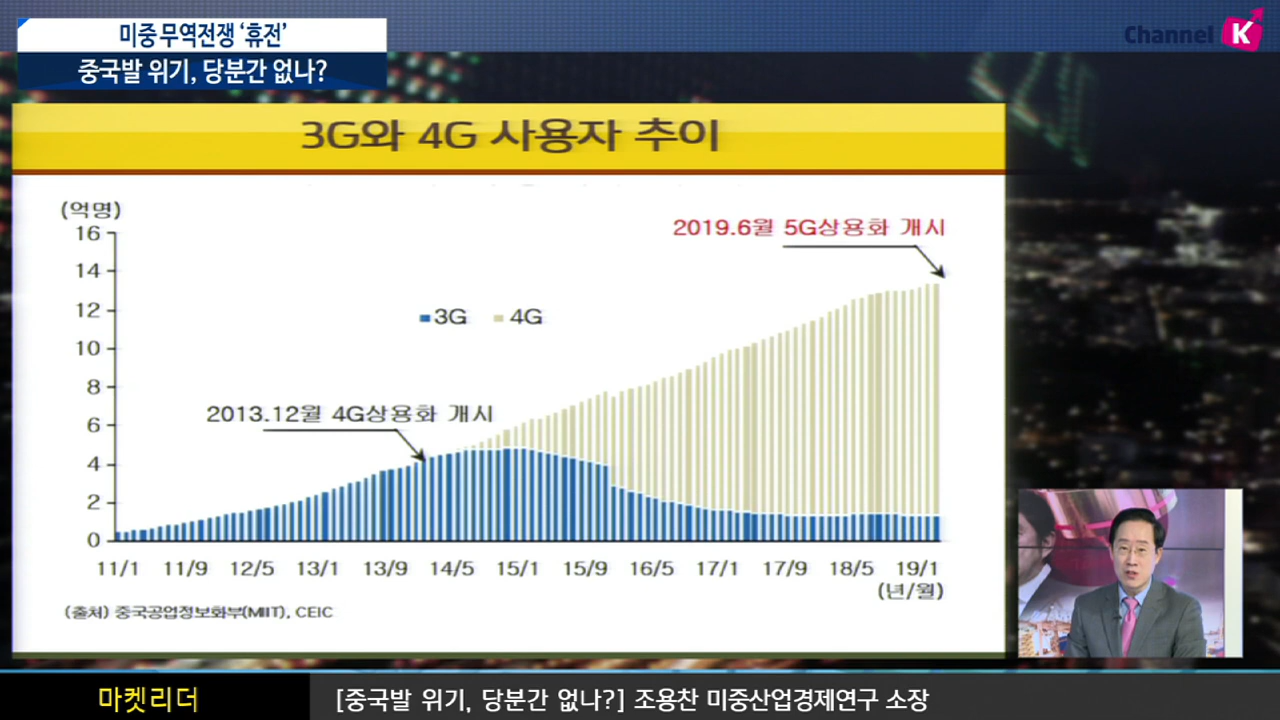 미중 무역전쟁 ‘휴전’
중국발 위기, 당분간 없나?
Channel K
3G와 4G 사용자 추이
(억명)
16
14
12
10
8
6
4
2
0
2019.6월 5G상용화 개시
3G 4G
2013.12월 4G상용화 개시
11/1 11/9 12/5 13/1 13/9 14/5 15/1 15/9 16/5 17/1 17/9 18/5 19/1
(년/월)
(출처) 중국공업정보화부(MIIT), CEIC
마켓리더
[중국발 위기, 당분간 없나?] 조용찬 미중산업경제연구 소장